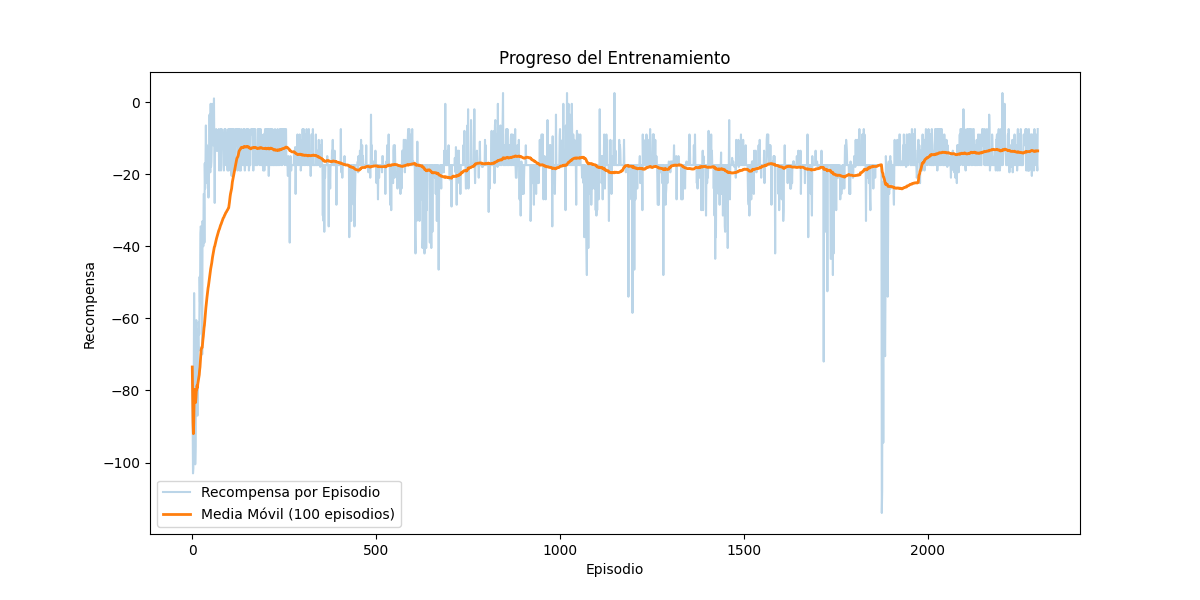 Progreso del Entrenamiento
Recompensa
0
−20
−40
−60
−80
−100
Recompensa por Episodio
Media Móvil (100 episodios)
0
500
1000
1500
2000
Episodio